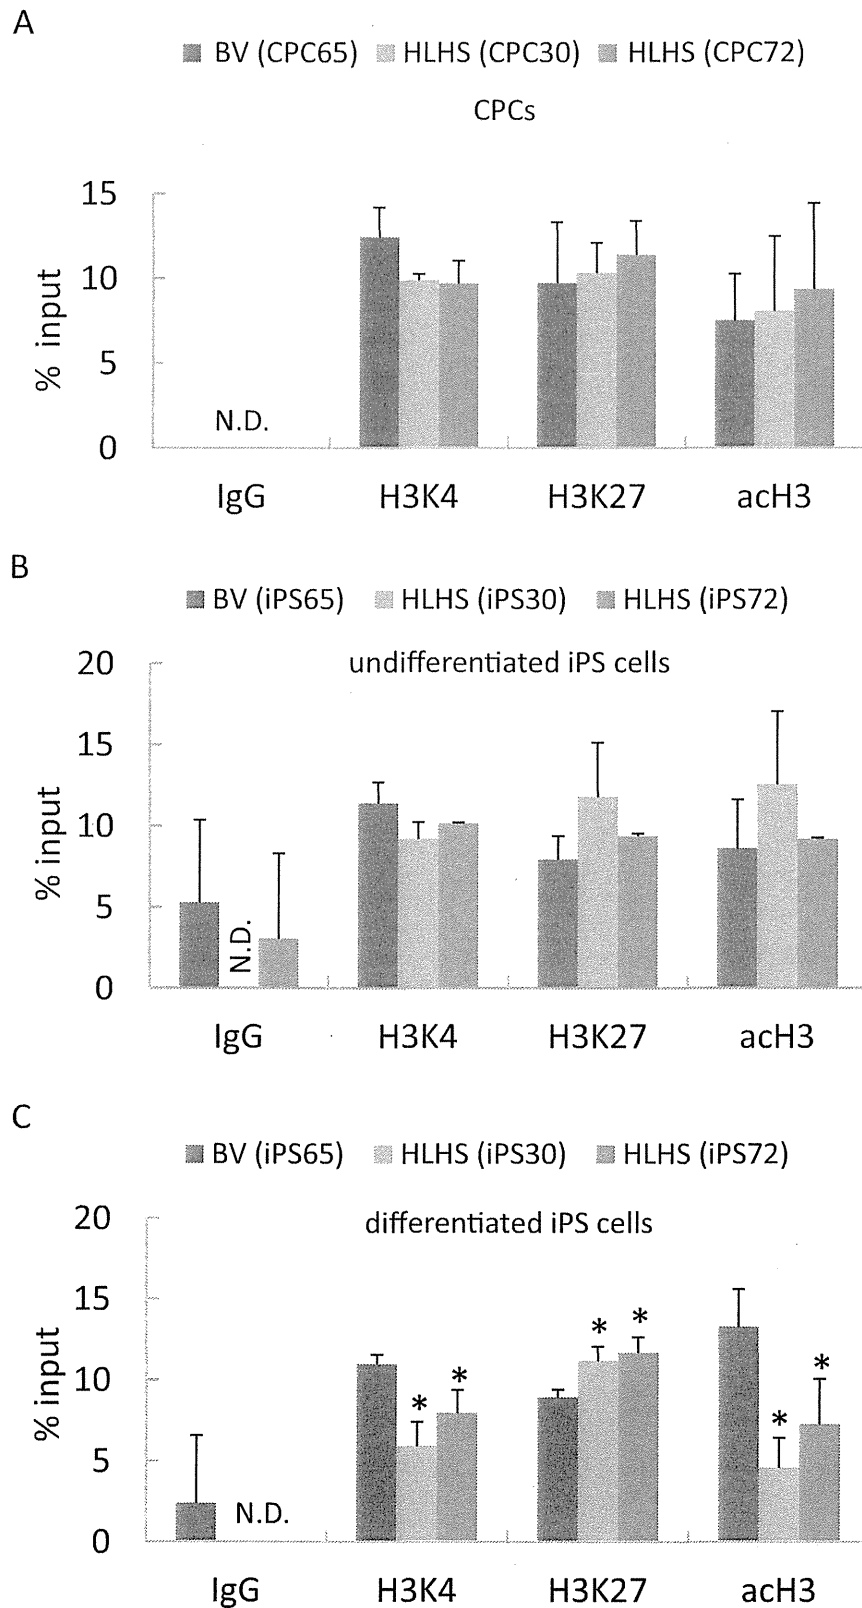 A
BV (CPC65) HLHS (CPC30) HLHS (CPC72)
CPCs
15
10
5
0
% input
N.D.
IgG H3K4 H3K27 acH3
B
BV (iPS65) HLHS (iPS30) HLHS (iPS72)
undifferentiated iPS cells
20
15
10
5
0
% input
N.D.
IgG H3K4 H3K27 acH3
C
BV (iPS65) HLHS (iPS30) HLHS (iPS72)
differentiated iPS cells
20
15
10
5
0
% input
* * * * * *
N.D.
IgG H3K4 H3K27 acH3